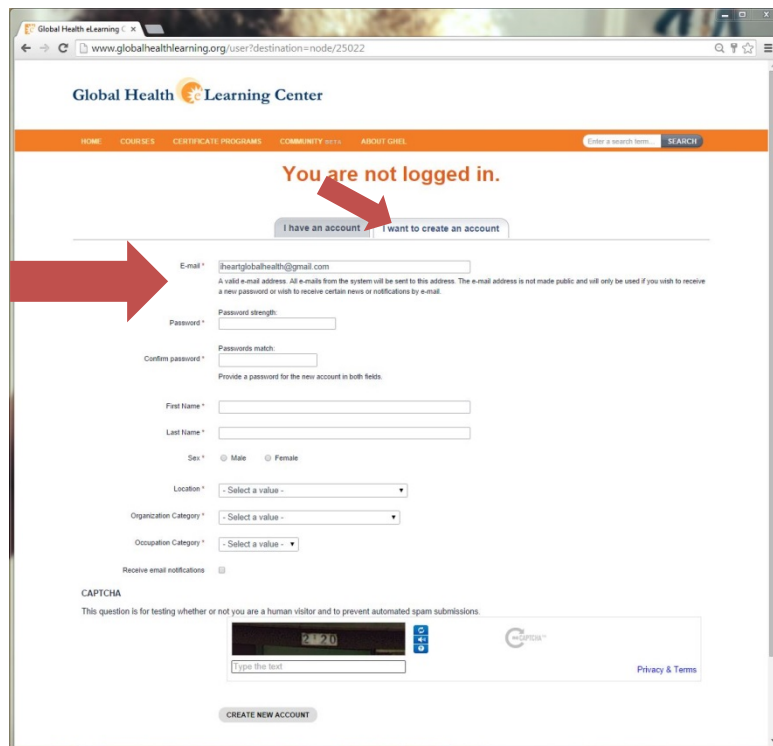 Global Health eLearning C
www.globalhealthlearning.org/user?destination=node/25022
Global Health eLearning Center
HOME COURSES CERTIFICATE PROGRAMS COMMUNITY BETA ABOUT GHEL Enter a search term... SEARCH
You are not logged in.
I have an account I want to create an account
E-mail * iheartglobalhealth@gmail.com
A valid e-mail address. All e-mails from the system will be sent to this address. The e-mail address is not made public and will only be used if you wish to receive
a new password or wish to receive certain news or notifications by e-mail.
Password strength:
Password *
Passwords match:
Confirm password *
Provide a password for the new account in both fields.
First Name *
Last Name *
Sex * Male Female
Location * - Select a value -
Organization Category * - Select a value -
Occupation Category * - Select a value -
Receive email notifications
CAPTCHA
This question is for testing whether or not you are a human visitor and to prevent automated spam submissions.
2120
reCAPTCHA™
Type the text
Privacy & Terms
CREATE NEW ACCOUNT